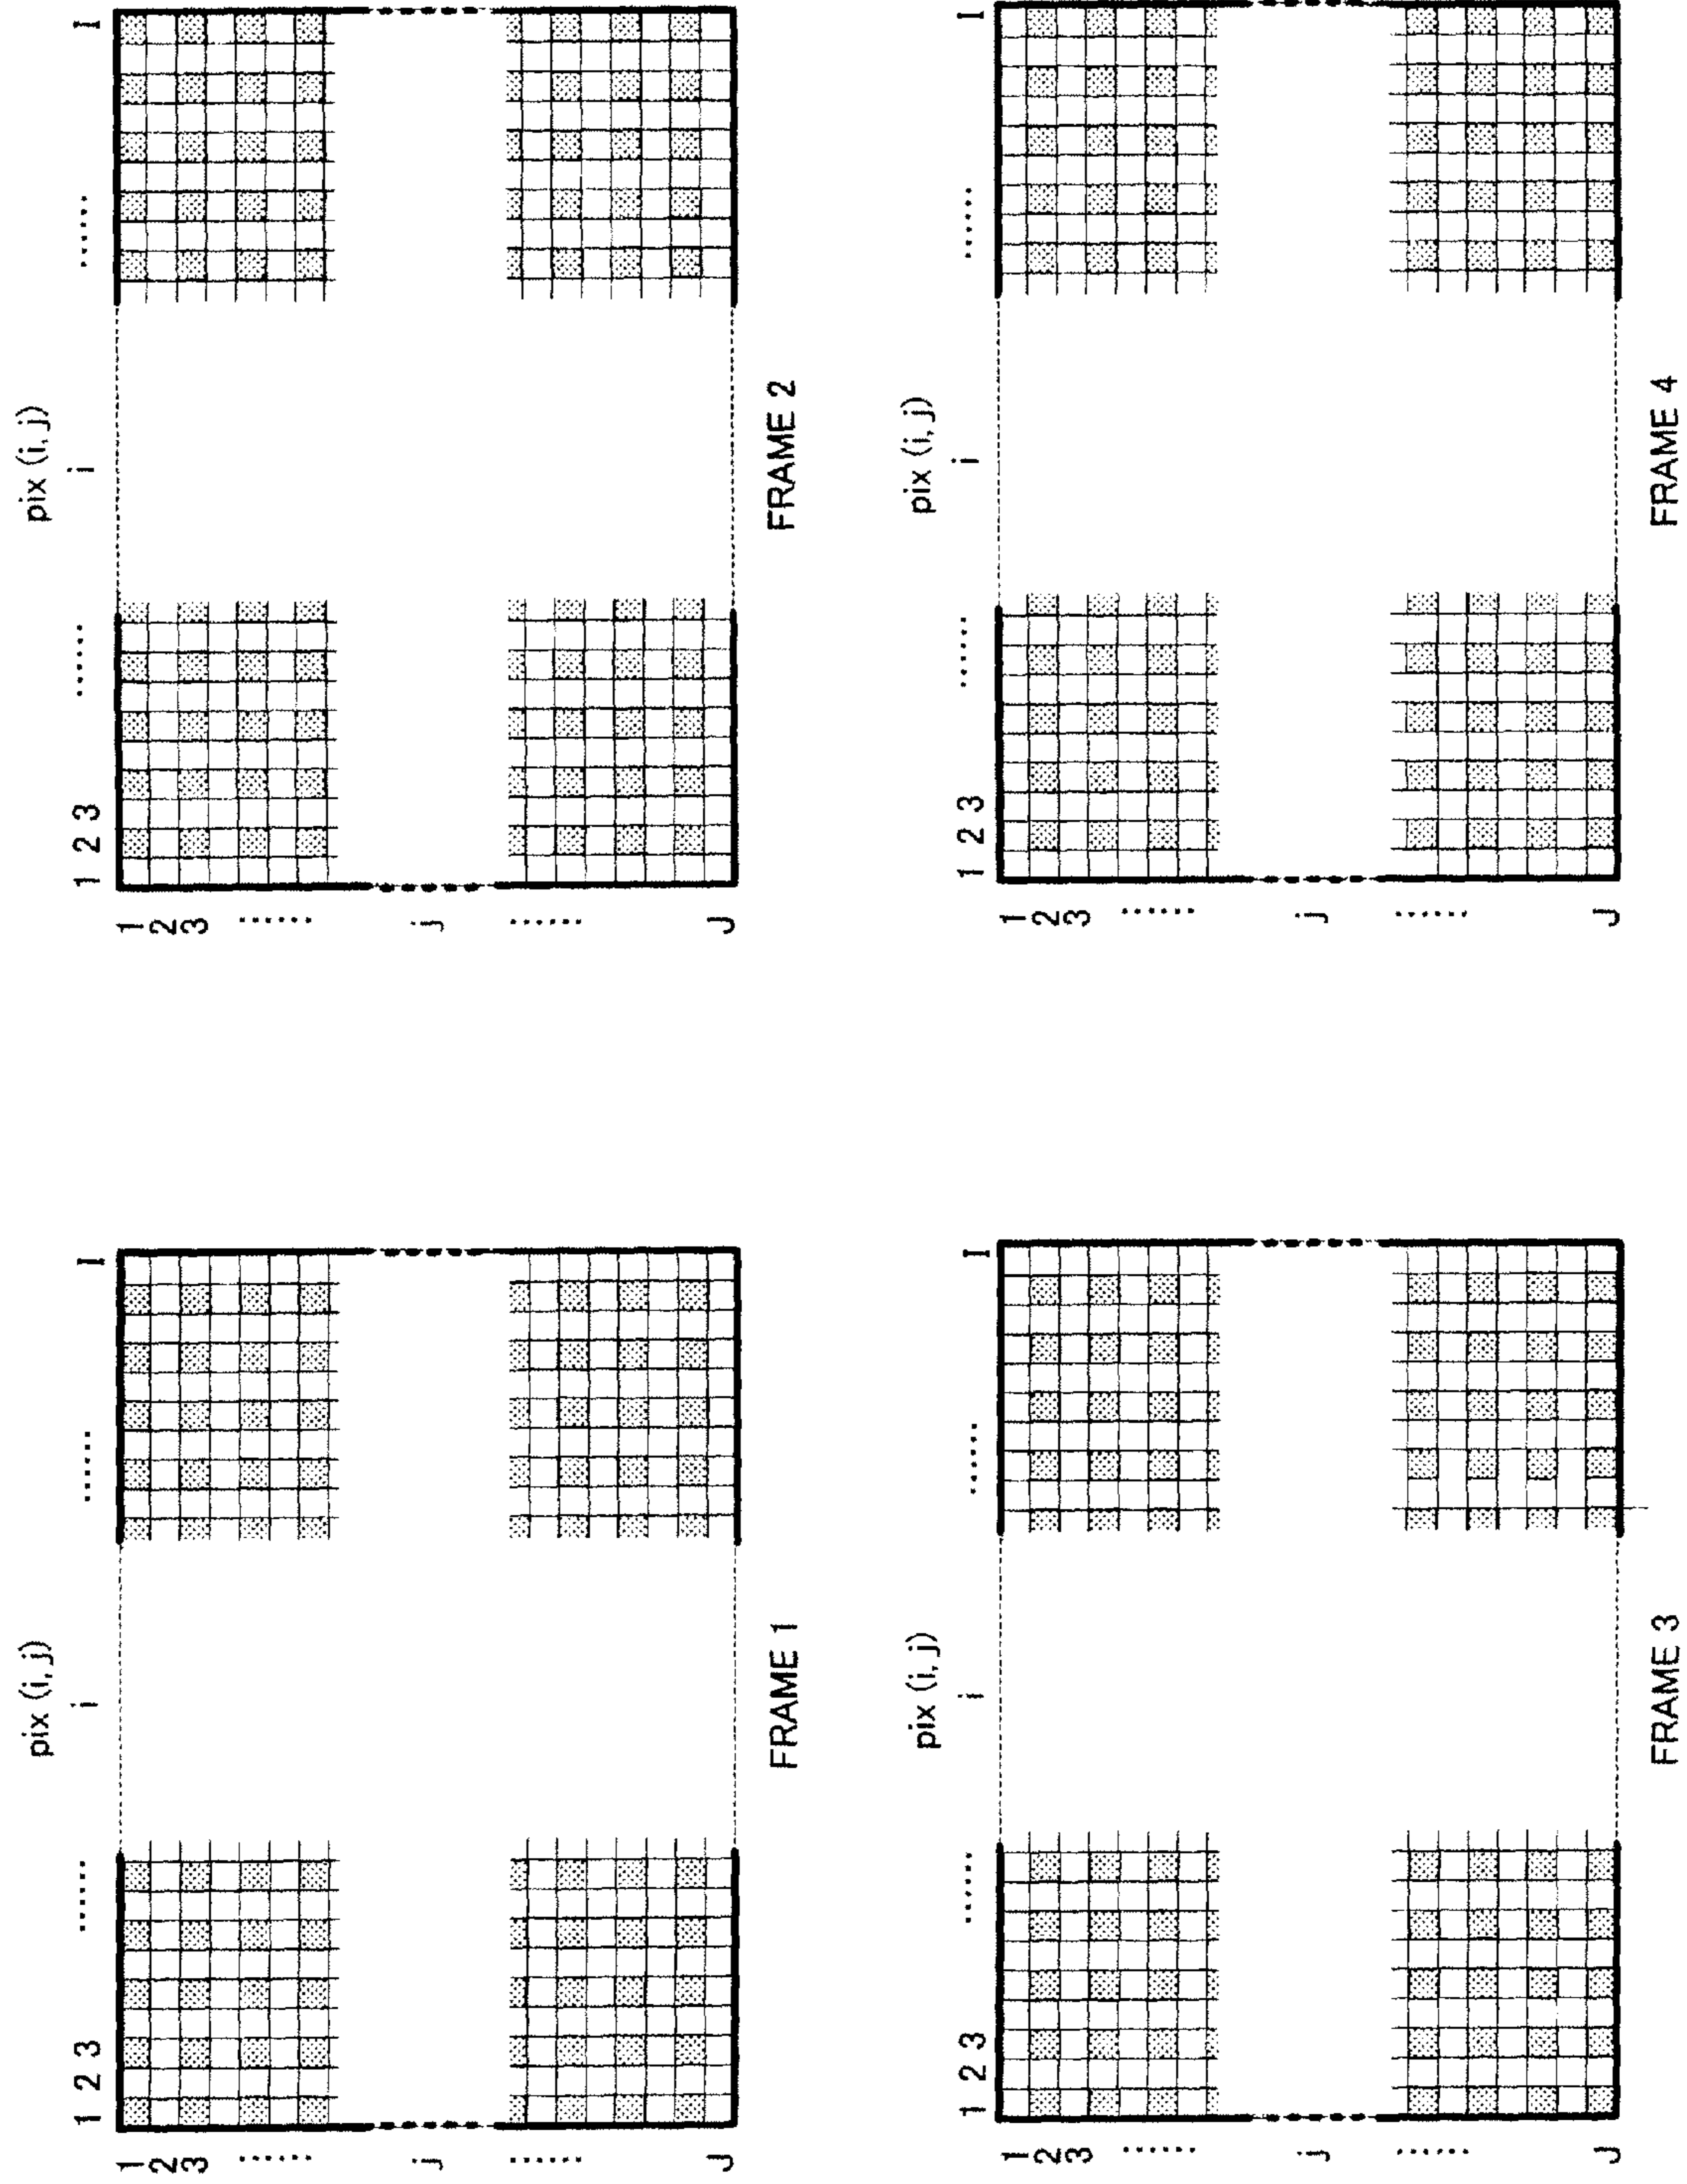 pix (i, j)
i
1 2 3 ...... ...... I
1
2
3
......
j
......
J
FRAME 1
pix (i, j)
i
1 2 3 ...... ...... I
1
2
3
......
j
......
J
FRAME 2
pix (i, j)
i
1 2 3 ...... ...... I
1
2
3
......
j
......
J
FRAME 3
pix (i, j)
i
1 2 3 ...... ...... I
1
2
3
......
j
......
J
FRAME 4